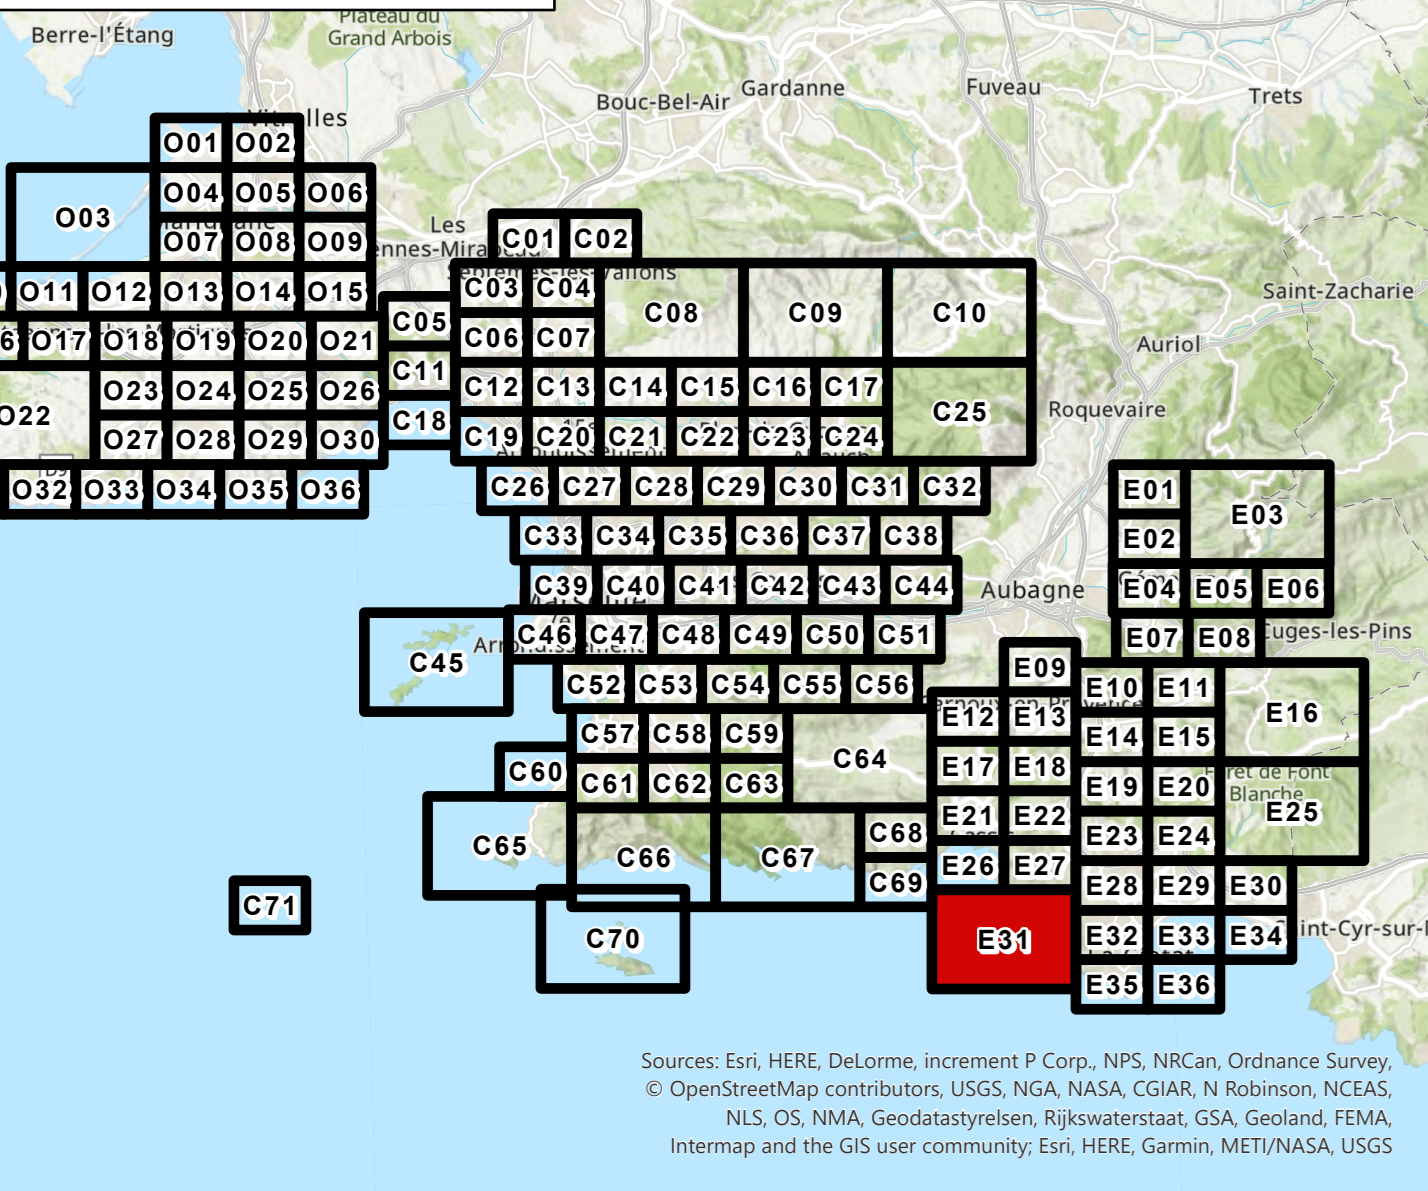 Plateau du
Grand Arbois
Berre-l'Étang
Gardanne
Fuveau
Bouc-Bel-Air
Trets
O01 O02
O04 O05 O06
O03
Les
O07 O08 O09
C01 C02
Septèmes-les-Vallons
O11 O12 O13 O14 O15
C03 C04
Saint-Zacharie
C08 C09 C10
C05
O17 O18 O19 O20 O21
C06 C07
Auriol
C11
O23 O24 O25 O26
C12 C13 C14 C15 C16 C17
O22
C18
C25
Roquevaire
O27 O28 O29 O30
C19 C20 C21 C22 C23 C24
O32 O33 O34 O35 O36
C26 C27 C28 C29 C30 C31 C32
E01
E03
C33 C34 C35 C36 C37 C38
E02
C39 C40 C41 C42 C43 C44
Aubagne
E04 E05 E06
C46 C47 C48 C49 C50 C51
E07 E08
Cuges-les-Pins
C45
E09
C52 C53 C54 C55 C56
E10 E11
E16
E12 E13
C57 C58 C59
E14 E15
C64
C60
E17 E18
Forêt de Font
Blanche
C61 C62 C63
E19 E20
E25
E21 E22
C68
E23 E24
C65 C66 C67
E26 E27
C69
E28 E29 E30
C71
C70
E31
E32 E33 E34
E35 E36
Sources: Esri, HERE, DeLorme, increment P Corp., NPS, NRCan, Ordnance Survey,
© OpenStreetMap contributors, USGS, NGA, NASA, CGIAR, N Robinson, NCEAS,
NLS, OS, NMA, Geodatastyrelsen, Rijkswaterstaat, GSA, Geoland, FEMA,
Intermap and the GIS user community; Esri, HERE, Garmin, METI/NASA, USGS